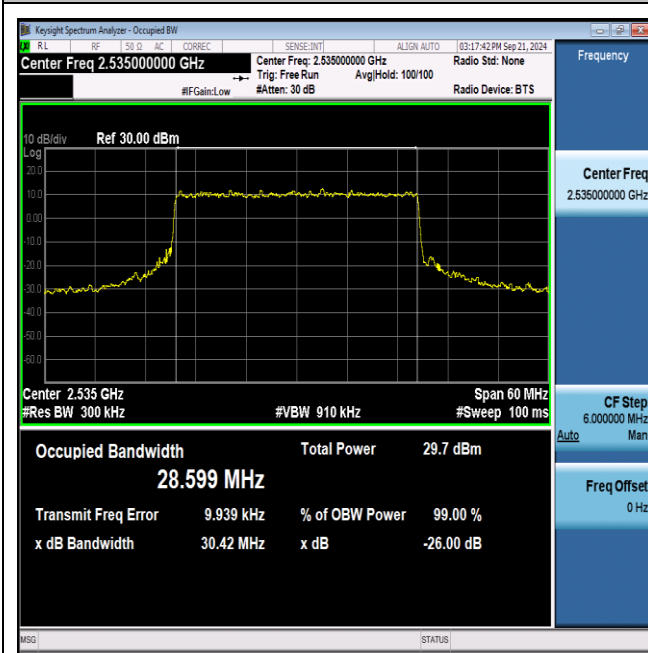 Keysight Spectrum Analyzer - Occupied BW
RL RF 50 Ω AC CORREC SENSE:INT ALIGN AUTO 03:17:42 PM Sep 21, 2024
Center Freq 2.535000000 GHz
Center Freq: 2.535000000 GHz Radio Std: None
Trig: Free Run Avg|Hold: 100/100
#IFGain:Low #Atten: 30 dB Radio Device: BTS
10 dB/div Ref 30.00 dBm
Log
20.0
10.0
0.00
-10.0
-20.0
-30.0
-40.0
-50.0
-60.0
Center 2.535 GHz Span 60 MHz
#Res BW 300 kHz #VBW 910 kHz #Sweep 100 ms
Occupied Bandwidth Total Power 29.7 dBm
28.599 MHz
Transmit Freq Error 9.939 kHz % of OBW Power 99.00 %
x dB Bandwidth 30.42 MHz x dB -26.00 dB
MSG STATUS
Frequency
Center Freq
2.535000000 GHz
CF Step
6.000000 MHz
Auto Man
Freq Offset
0 Hz